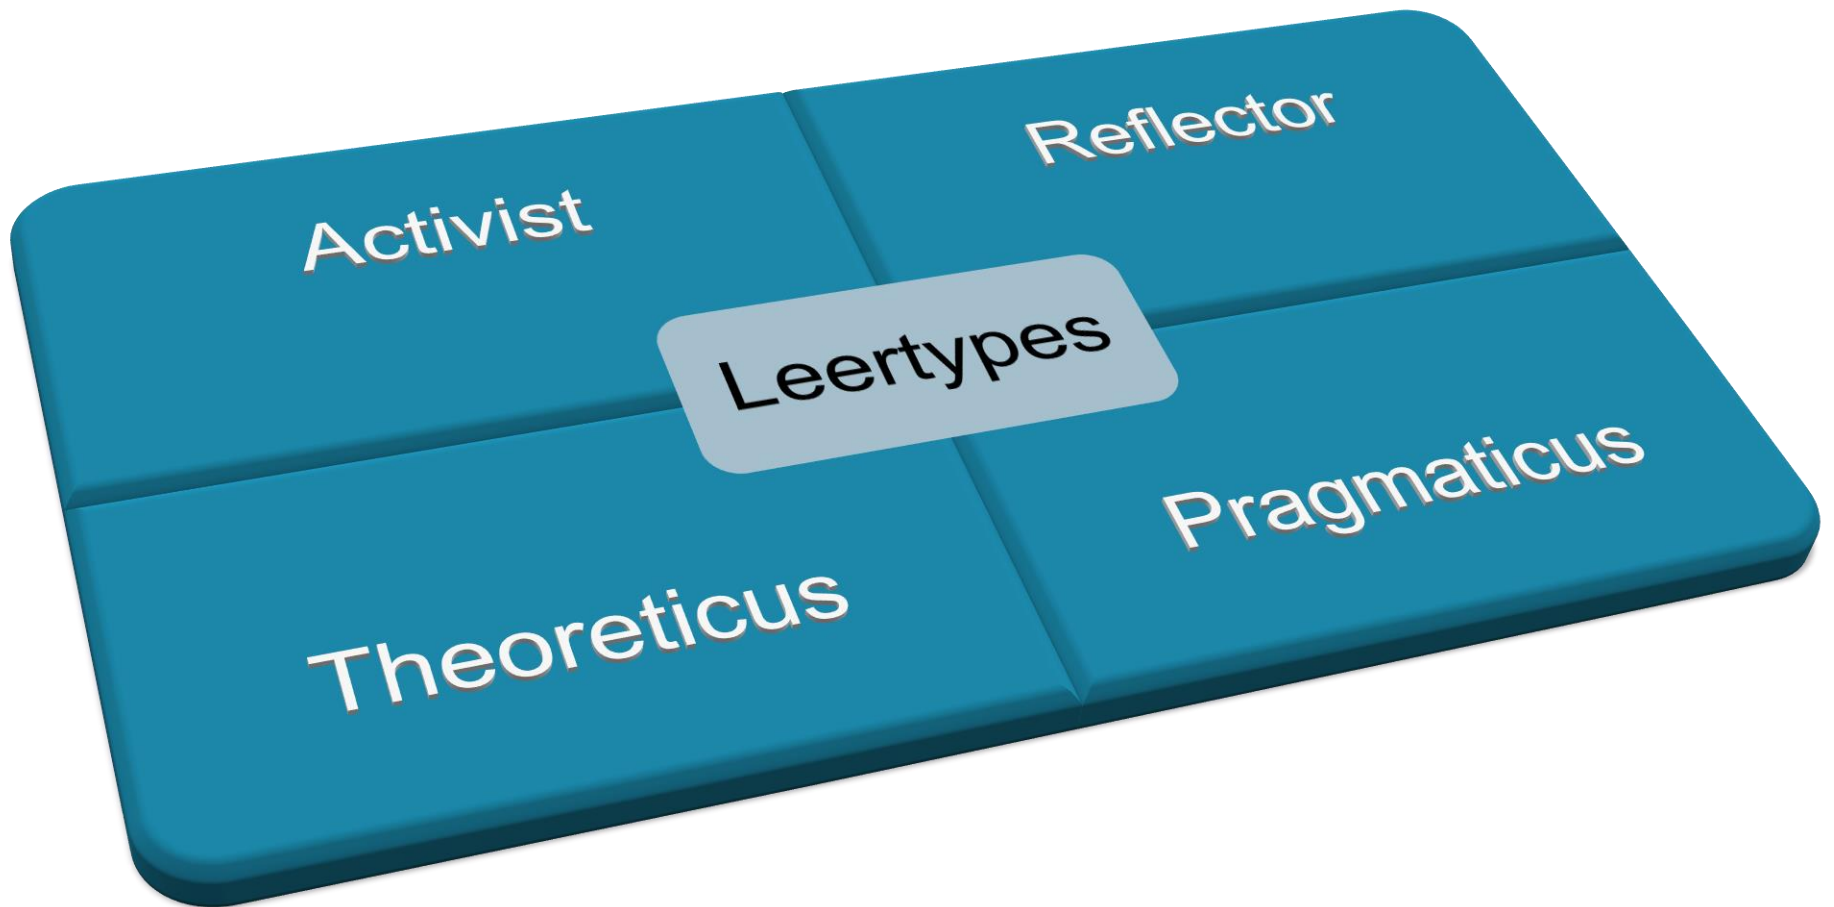 Activist
Reflector
Leertypes
Theoreticus
Pragmaticus